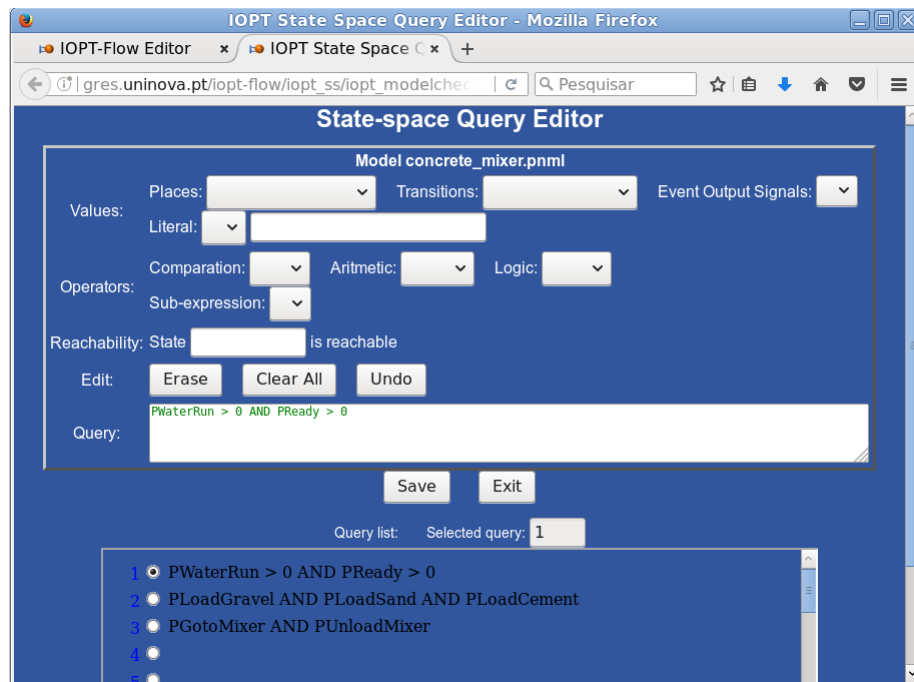 IOPT State Space Query Editor - Mozilla Firefox
IOPT-Flow Editor × IOPT State Space Q × +
gres.uninova.pt/iopt-flow/iopt_ss/iopt_modelchec Pesquisar
State-space Query Editor
Model concrete_mixer.pnml
Values: Places: Transitions: Event Output Signals:
Literal:
Operators: Comparation: Aritmetic: Logic:
Sub-expression:
Reachability: State is reachable
Edit: Erase Clear All Undo
Query: PWaterRun > 0 AND PReady > 0
Save Exit
Query list: Selected query: 1
1 PWaterRun > 0 AND PReady > 0
2 PLoadGravel AND PLoadSand AND PLoadCement
3 PGotoMixer AND PUnloadMixer
4
5